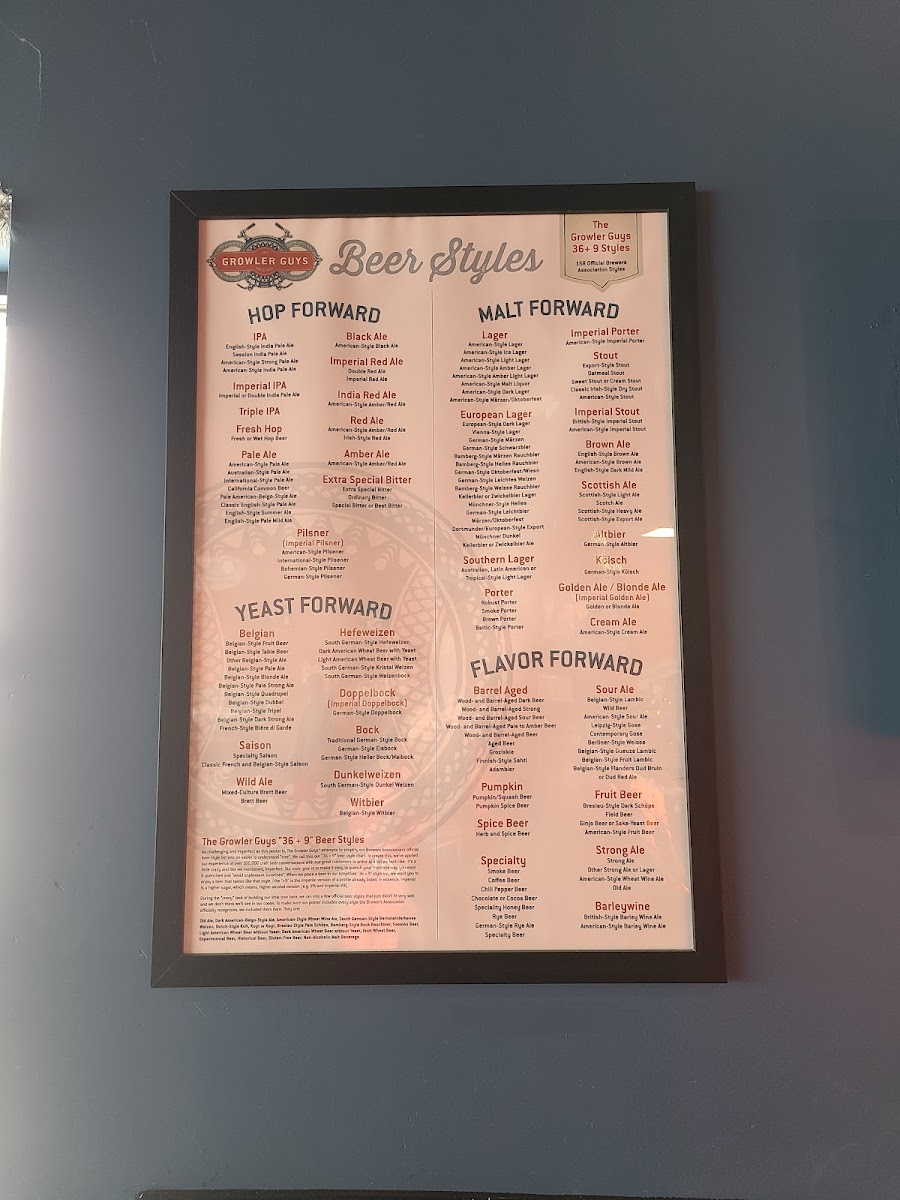 GROWLER GUYS
Beer Styles
The
Growler Guys
36+ 9 Styles
158 Official Brewers
Association Styles
HOP FORWARD
IPA
English-Style India Pale Ale
Session India Pale Ale
American-Style Strong Pale Ale
American-Style India Pale Ale
Imperial IPA
Imperial or Double India Pale Ale
Triple IPA
Fresh Hop
Fresh or Wet Hop Beer
Pale Ale
American-Style Pale Ale
Australian-Style Pale Ale
International-Style Pale Ale
California Common Beer
Pale American-Belgo-Style Ale
Classic English-Style Pale Ale
English-Style Summer Ale
English-Style Pale Mild Ale
Black Ale
American-Style Black Ale
Imperial Red Ale
Double Red Ale
Imperial Red Ale
India Red Ale
American-Style Amber/Red Ale
Red Ale
American-Style Amber/Red Ale
Irish-Style Red Ale
Amber Ale
American-Style Amber/Red Ale
Extra Special Bitter
Extra Special Bitter
Ordinary Bitter
Special Bitter or Best Bitter
Pilsner
(Imperial Pilsner)
American-Style Pilsener
International-Style Pilsener
Bohemian-Style Pilsener
German-Style Pilsener
YEAST FORWARD
Belgian
Belgian-Style Fruit Beer
Belgian-Style Table Beer
Other Belgian-Style Ale
Belgian-Style Pale Ale
Belgian-Style Blonde Ale
Belgian-Style Pale Strong Ale
Belgian-Style Quadrupel
Belgian-Style Dubbel
Belgian-Style Tripel
Belgian-Style Dark Strong Ale
French-Style Bière de Garde
Saison
Specialty Saison
Classic French and Belgian-Style Saison
Wild Ale
Mixed-Culture Brett Beer
Brett Beer
Hefeweizen
South German-Style Hefeweizen
Dark American Wheat Beer with Yeast
Light American Wheat Beer with Yeast
South German-Style Kristal Weizen
South German-Style Weizenbock
Doppelbock
(Imperial Doppelbock)
German-Style Doppelbock
Bock
Traditional German-Style Bock
German-Style Eisbock
German-Style Heller Bock/Maibock
Dunkelweizen
South German-Style Dunkel Weizen
Witbier
Belgian-Style Witbier
The Growler Guys "36 + 9" Beer Styles
MALT FORWARD
Lager
American-Style Lager
American-Style Ice Lager
American-Style Light Lager
American-Style Amber Lager
American-Style Amber Light Lager
American-Style Malt Liquor
American-Style Dark Lager
American-Style Märzen/Oktoberfest
European Lager
European-Style Dark Lager
Vienna-Style Lager
German-Style Märzen
German-Style Schwarzbier
Bamberg-Style Märzen Rauchbier
Bamberg-Style Helles Rauchbier
German-Style Oktoberfest/Wiesn
German-Style Leichtes Weizen
Bamberg-Style Weisse Rauchbier
Kellerbier or Zwickelbier Lager
Münchner-Style Helles
German-Style Leichtbier
Märzen/Oktoberfest
Dortmunder/European-Style Export
Münchner Dunkel
Kellerbier or Zwickelbier Ale
Southern Lager
Australian, Latin American or
Tropical-Style Light Lager
Porter
Robust Porter
Smoke Porter
Brown Porter
Baltic-Style Porter
Imperial Porter
American-Style Imperial Porter
Stout
Export-Style Stout
Oatmeal Stout
Sweet Stout or Cream Stout
Classic Irish-Style Dry Stout
American-Style Stout
Imperial Stout
British-Style Imperial Stout
American-Style Imperial Stout
Brown Ale
English-Style Brown Ale
American-Style Brown Ale
English-Style Dark Mild Ale
Scottish Ale
Scottish-Style Light Ale
Scotch Ale
Scottish-Style Heavy Ale
Scottish-Style Export Ale
Altbier
German-Style Altbier
Kölsch
German-Style Kölsch
Golden Ale / Blonde Ale
(Imperial Golden Ale)
Golden or Blonde Ale
Cream Ale
American-Style Cream Ale
FLAVOR FORWARD
Barrel Aged
Wood- and Barrel-Aged Dark Beer
Wood- and Barrel-Aged Strong
Wood- and Barrel-Aged Sour Beer
Wood- and Barrel-Aged Pale to Amber Beer
Wood- and Barrel-Aged Beer
Aged Beer
Grodziskie
Finnish-Style Sahti
Adambier
Pumpkin
Pumpkin/Squash Beer
Pumpkin Spice Beer
Spice Beer
Herb and Spice Beer
Specialty
Smoke Beer
Coffee Beer
Chili Pepper Beer
Chocolate or Cocoa Beer
Specialty Honey Beer
Rye Beer
German-Style Rye Ale
Specialty Beer
Sour Ale
Belgian-Style Lambic
Wild Beer
American-Style Sour Ale
Leipzig-Style Gose
Contemporary Gose
Berliner-Style Weisse
Belgian-Style Gueuze Lambic
Belgian-Style Fruit Lambic
Belgian-Style Flanders Oud Bruin
or Oud Red Ale
Fruit Beer
Breslau-Style Dark Schöps
Field Beer
Ginjo Beer or Sake-Yeast Beer
American-Style Fruit Beer
Strong Ale
Strong Ale
Other Strong Ale or Lager
American-Style Wheat Wine Ale
Old Ale
Barleywine
British-Style Barley Wine Ale
American-Style Barley Wine Ale